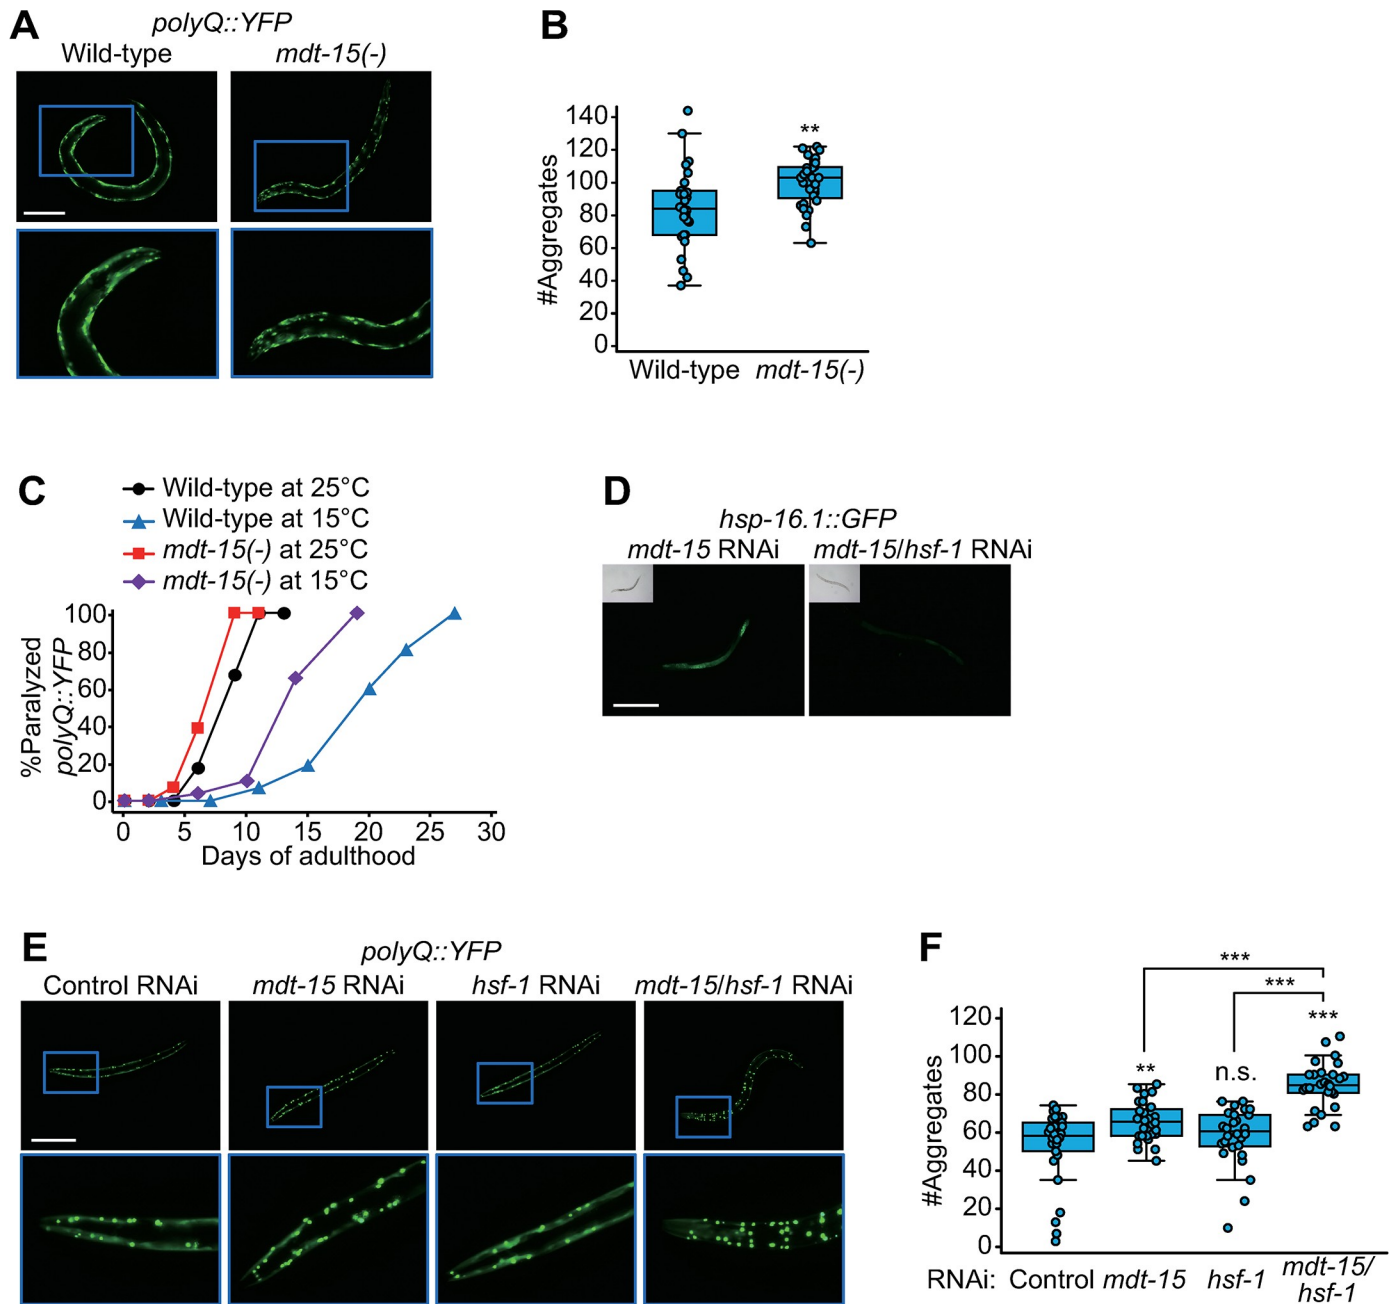 A
polyQ::YFP
Wild-type
mdt-15(-)
B
#Aggregates
140
120
100
80
60
40
20
0
**
Wild-type
mdt-15(-)
C
Wild-type at 25°C
Wild-type at 15°C
mdt-15(-) at 25°C
mdt-15(-) at 15°C
%Paralyzed
polyQ::YFP
100
80
60
40
20
0
0 5 10 15 20 25 30
Days of adulthood
D
hsp-16.1::GFP
mdt-15 RNAi
mdt-15/hsf-1 RNAi
E
polyQ::YFP
Control RNAi
mdt-15 RNAi
hsf-1 RNAi
mdt-15/hsf-1 RNAi
F
#Aggregates
120
100
80
60
40
20
0
***
***
***
**
n.s.
RNAi: Control mdt-15 hsf-1 mdt-15/
hsf-1